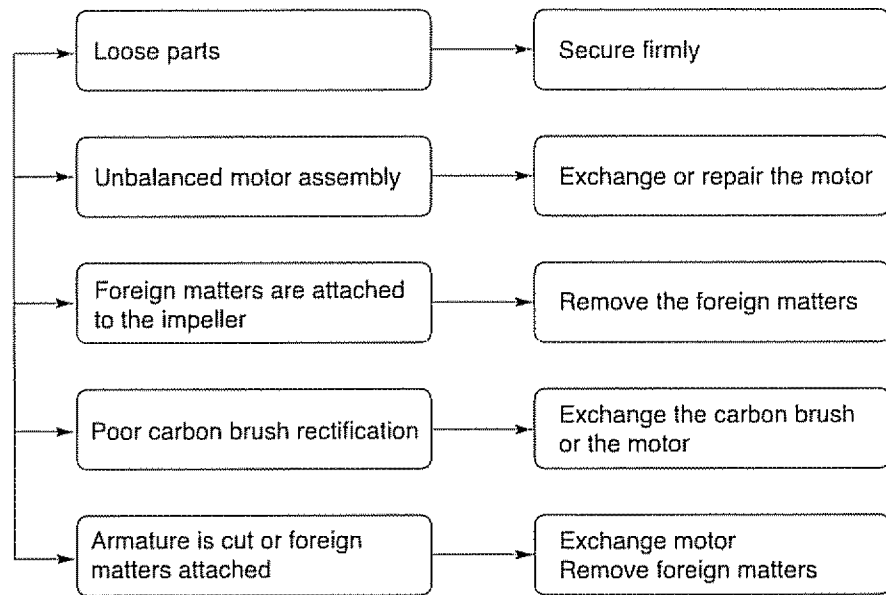 Loose parts
Secure firmly
Unbalanced motor assembly
Exchange or repair the motor
Foreign matters are attached
to the impeller
Remove the foreign matters
Poor carbon brush rectification
Exchange the carbon brush
or the motor
Armature is cut or foreign
matters attached
Exchange motor
Remove foreign matters